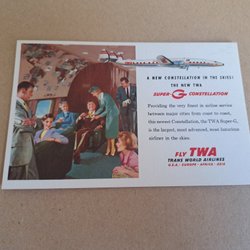 A NEW CONSTELLATION IN THE SKIES!
THE NEW TWA
SUPER-G CONSTELLATION
Providing the very finest in airline service
between major cities from coast to coast,
this newest Constellation, the TWA Super-G,
is the largest, most advanced, most luxurious
airliner in the skies.
FLY TWA
TRANS WORLD AIRLINES
U.S.A. · EUROPE · AFRICA · ASIA